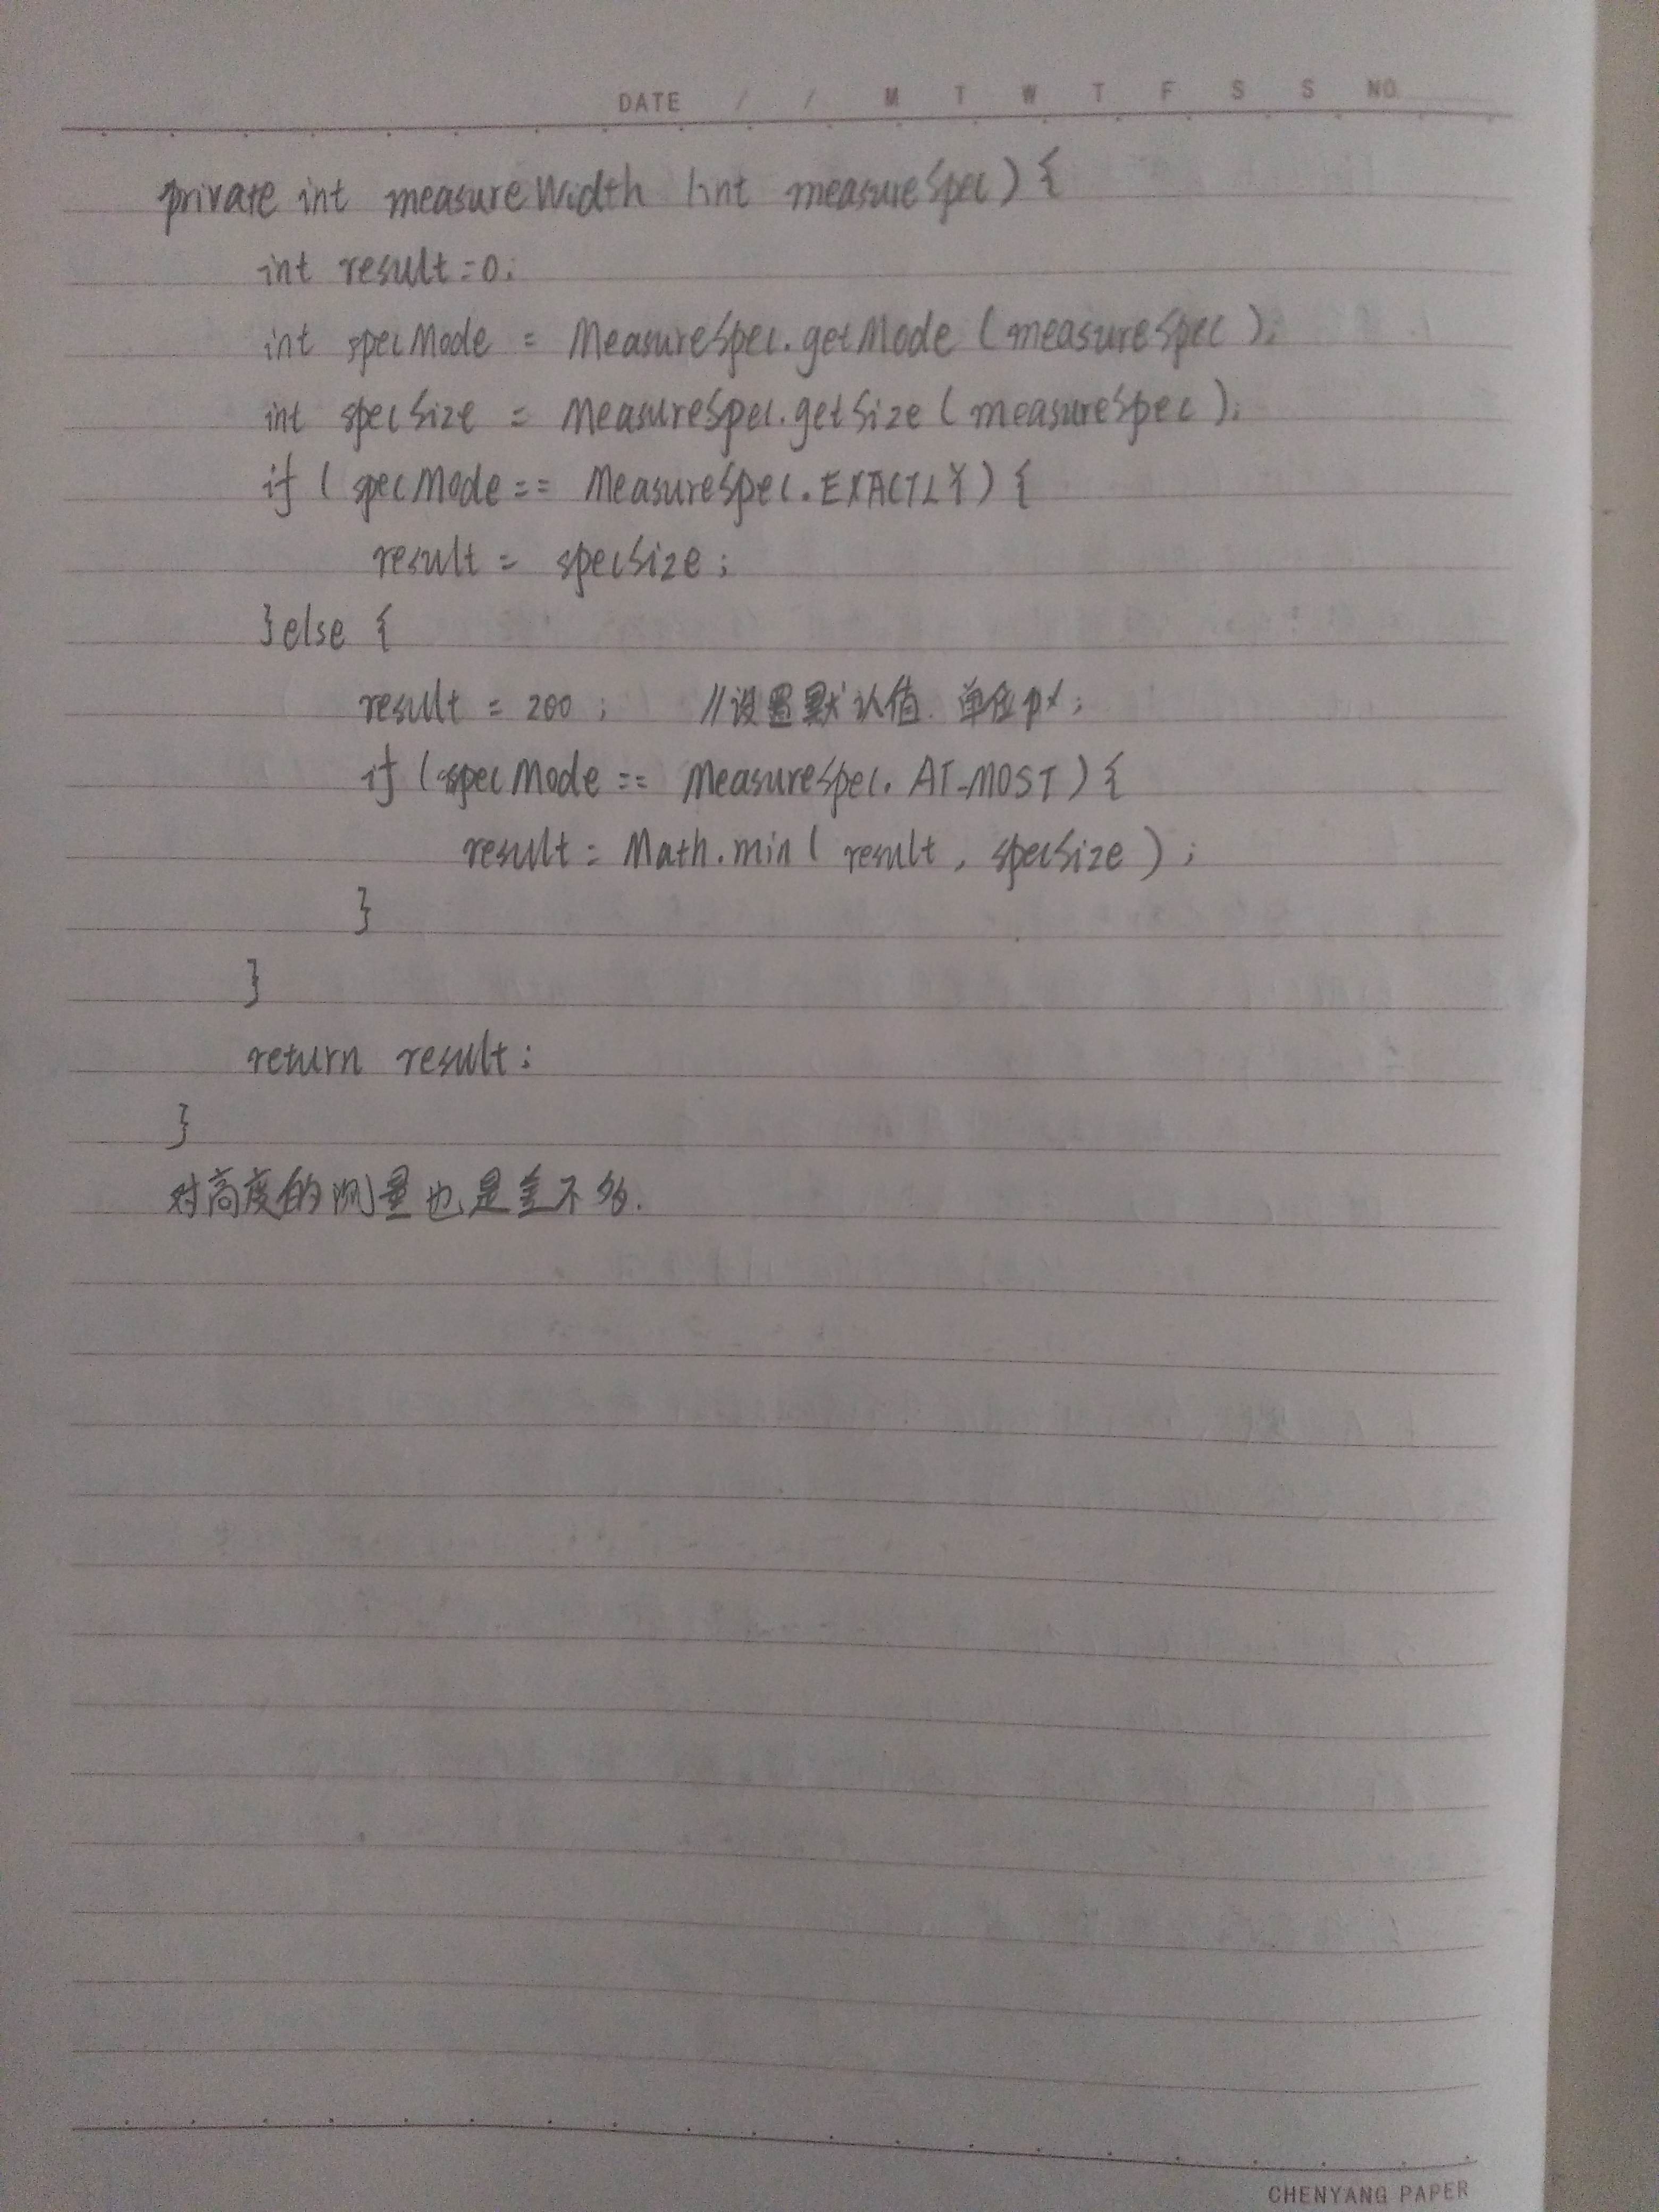 DATE / / M T W T F S S NO.
private int measureWidth (int measureSpec) {
int result=0;
int specMode = MeasureSpec.getMode (measureSpec);
int specSize = MeasureSpec.getSize (measureSpec);
if (specMode == MeasureSpec.EXACTLY) {
result = specSize;
}else {
result = 200; //设置默认值 单位px;
if (specMode == MeasureSpec.AT_MOST) {
result = Math.min( result, specSize );
}
}
return result;
}
对高度的测量也是差不多.
CHENYANG PAPER